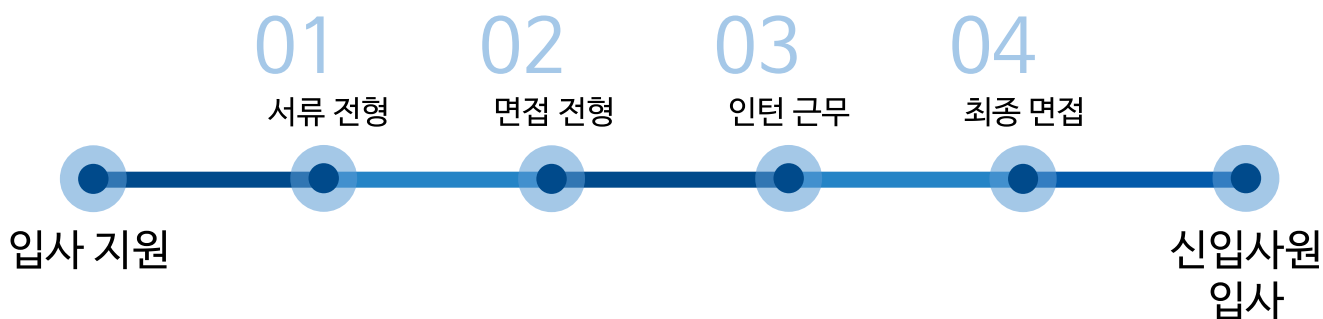 01
서류 전형
02
면접 전형
03
인턴 근무
04
최종 면접
입사 지원
신입사원
입사